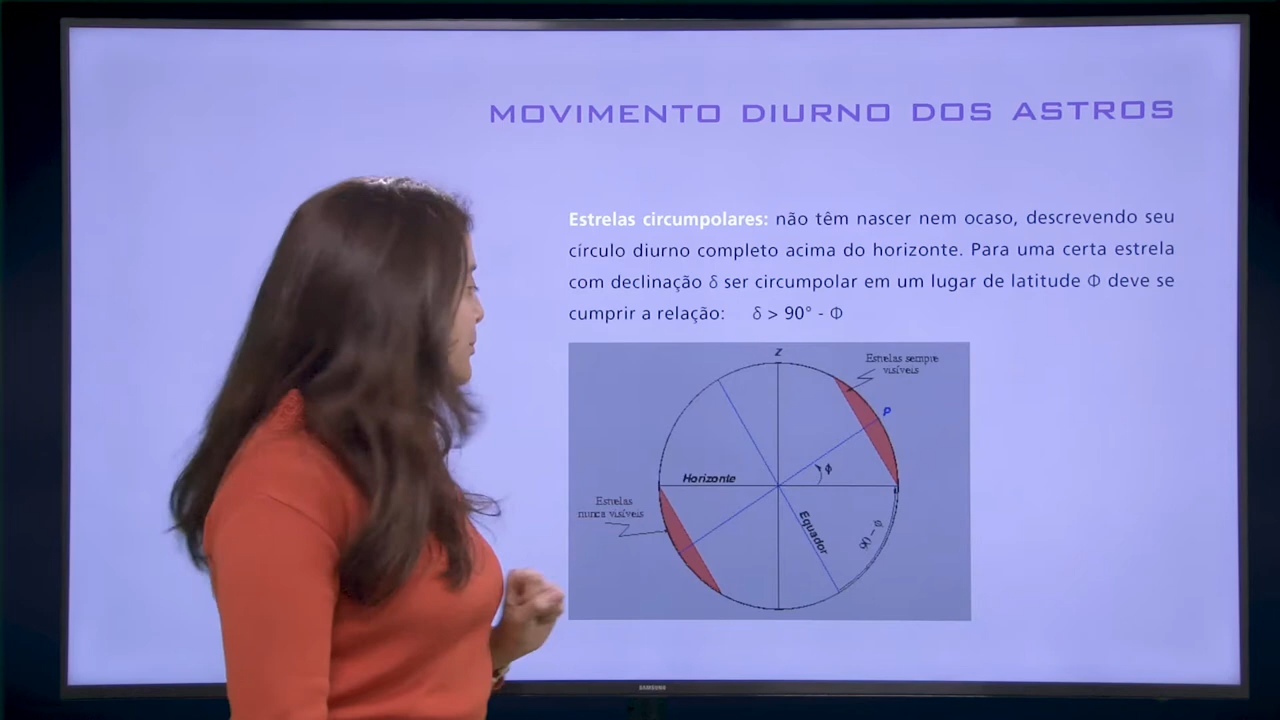 MOVIMENTO DIURNO DOS ASTROS
Estrelas circumpolares: não têm nascer nem ocaso, descrevendo seu
círculo diurno completo acima do horizonte. Para uma certa estrela
com declinação δ ser circumpolar em um lugar de latitude Φ deve se
cumprir a relação: δ > 90° - Φ
Z
Estrelas sempre
visíveis
P
ϕ
Horizonte
Estrelas
nunca visíveis
Equador
90 – ϕ
SAMSUNG